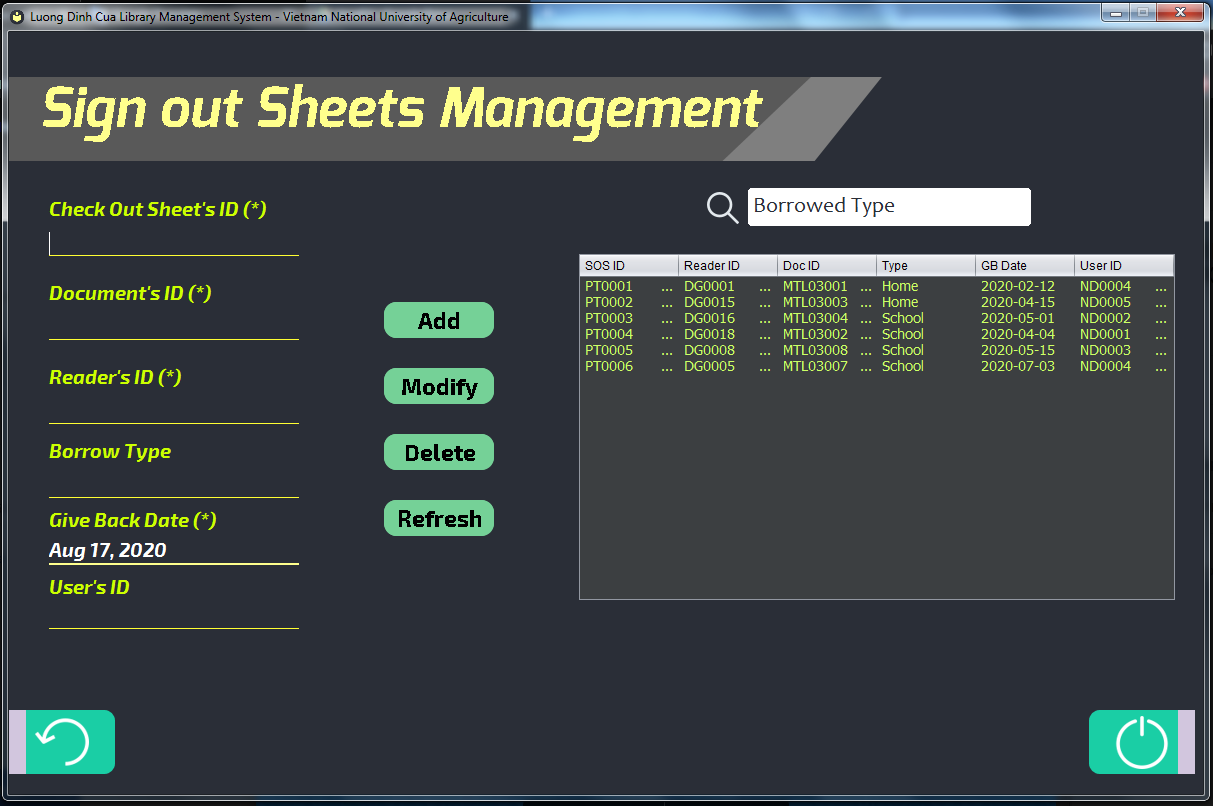 Luong Dinh Cua Library Management System - Vietnam National University of Agriculture
Sign out Sheets Management
Check Out Sheet's ID (*)
Document's ID (*)
Reader's ID (*)
Borrow Type
Give Back Date (*)
Aug 17, 2020
User's ID
Add
Modify
Delete
Refresh
Borrowed Type
SOS ID Reader ID Doc ID Type GB Date User ID
PT0001 ... DG0001 ... MTL03001 ... Home 2020-02-12 ND0004 ...
PT0002 ... DG0015 ... MTL03003 ... Home 2020-04-15 ND0005 ...
PT0003 ... DG0016 ... MTL03004 ... School 2020-05-01 ND0002 ...
PT0004 ... DG0018 ... MTL03002 ... School 2020-04-04 ND0001 ...
PT0005 ... DG0008 ... MTL03008 ... School 2020-05-15 ND0003 ...
PT0006 ... DG0005 ... MTL03007 ... School 2020-07-03 ND0004 ...